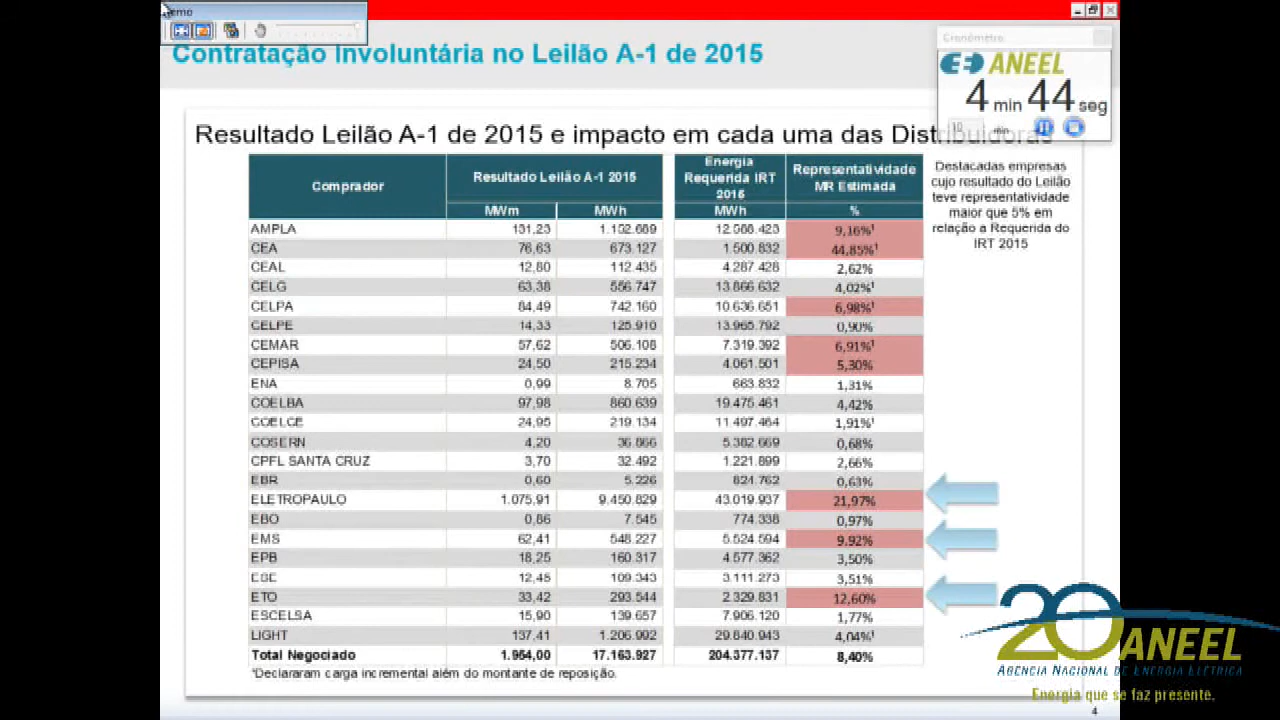 Demo
Contratação Involuntária no Leilão A-1 de 2015
Cronômetro
ANEEL
4 min 44 seg
10 min
Resultado Leilão A-1 de 2015 e impacto em cada uma das Distribuidoras
Comprador Resultado Leilão A-1 2015 Energia Requerida IRT 2015 Representatividade MR Estimada
MWm MWh MWh %
AMPLA 131,23 1.152.689 12.588.423 9,16%¹
CEA 76,63 673.127 1.500.832 44,85%¹
CEAL 12,80 112.435 4.287.428 2,62%
CELG 63,38 556.747 13.866.632 4,02%¹
CELPA 84,49 742.160 10.636.651 6,98%¹
CELPE 14,33 125.910 13.965.792 0,90%
CEMAR 57,62 506.108 7.319.392 6,91%¹
CEPISA 24,50 215.234 4.061.501 5,30%
ENA 0,99 8.705 663.832 1,31%
COELBA 97,98 860.639 19.475.461 4,42%
COELCE 24,95 219.134 11.497.464 1,91%¹
COSERN 4,20 36.866 5.382.669 0,68%
CPFL SANTA CRUZ 3,70 32.492 1.221.899 2,66%
EBR 0,60 5.226 824.762 0,63%
ELETROPAULO 1.075,91 9.450.829 43.019.937 21,97%
EBO 0,86 7.545 774.338 0,97%
EMS 62,41 548.227 5.524.594 9,92%
EPB 18,25 160.317 4.577.362 3,50%
ESE 12,45 109.343 3.111.273 3,51%
ETO 33,42 293.544 2.329.831 12,60%
ESCELSA 15,90 139.657 7.906.120 1,77%
LIGHT 137,41 1.206.992 29.840.943 4,04%¹
Total Negociado 1.954,00 17.163.927 204.377.137 8,40%
¹Declararam carga incremental além do montante de reposição.
Destacadas empresas
cujo resultado do Leilão
teve representatividade
maior que 5% em
relação a Requerida do
IRT 2015
20 ANEEL
AGÊNCIA NACIONAL DE ENERGIA ELÉTRICA
Energia que se faz presente.
4